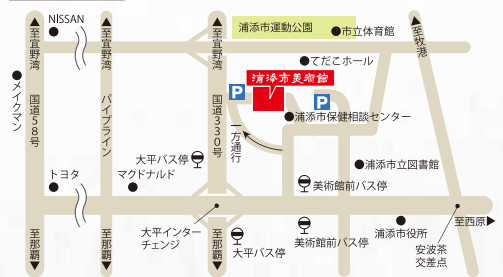 NISSAN
至宜野湾
至宜野湾
至宜野湾
浦添市運動公園
市立体育館
至牧港
てだこホール
メイクマン
国道58号
パイプライン
国道330号
P
浦添市美術館
P
浦添市保健相談センター
一方通行
大平バス停
浦添市立図書館
トヨタ
マクドナルド
美術館前バス停
至西原
大平インター
チェンジ
浦添市役所
美術館前バス停
安波茶
交差点
大平バス停
至那覇
至那覇
至那覇